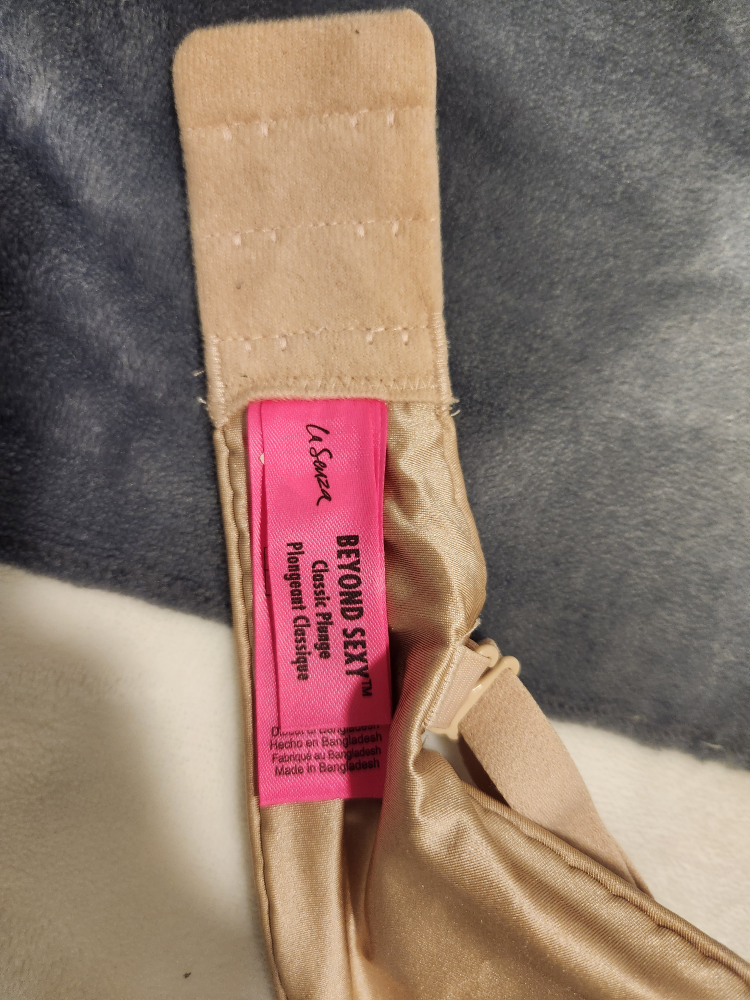 La Senza
BEYOND SEXY™
Classic Plunge
Plongeant Classique
Hecho en Bangladesh
Fabriqué au Bangladesh
Made in Bangladesh